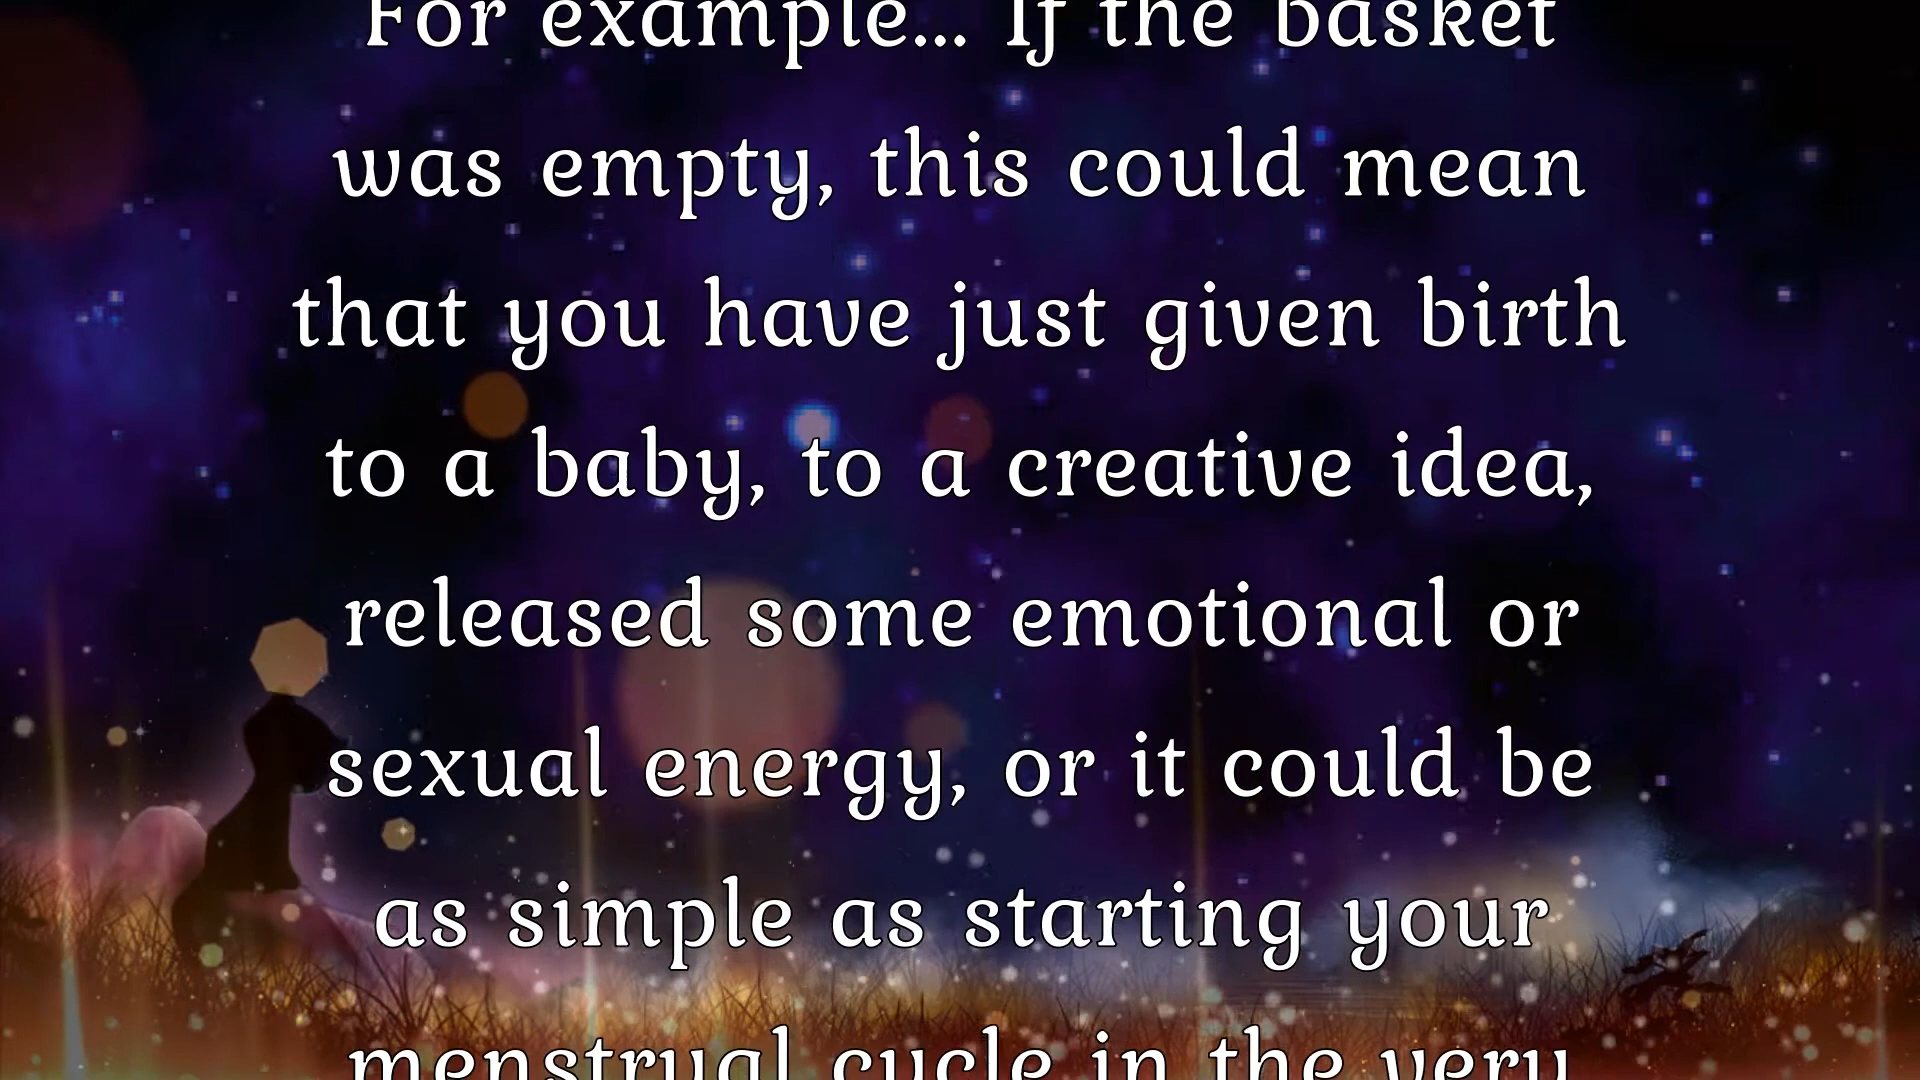 For example... If the basket
was empty, this could mean
that you have just given birth
to a baby, to a creative idea,
released some emotional or
sexual energy, or it could be
as simple as starting your
menstrual cycle in the very